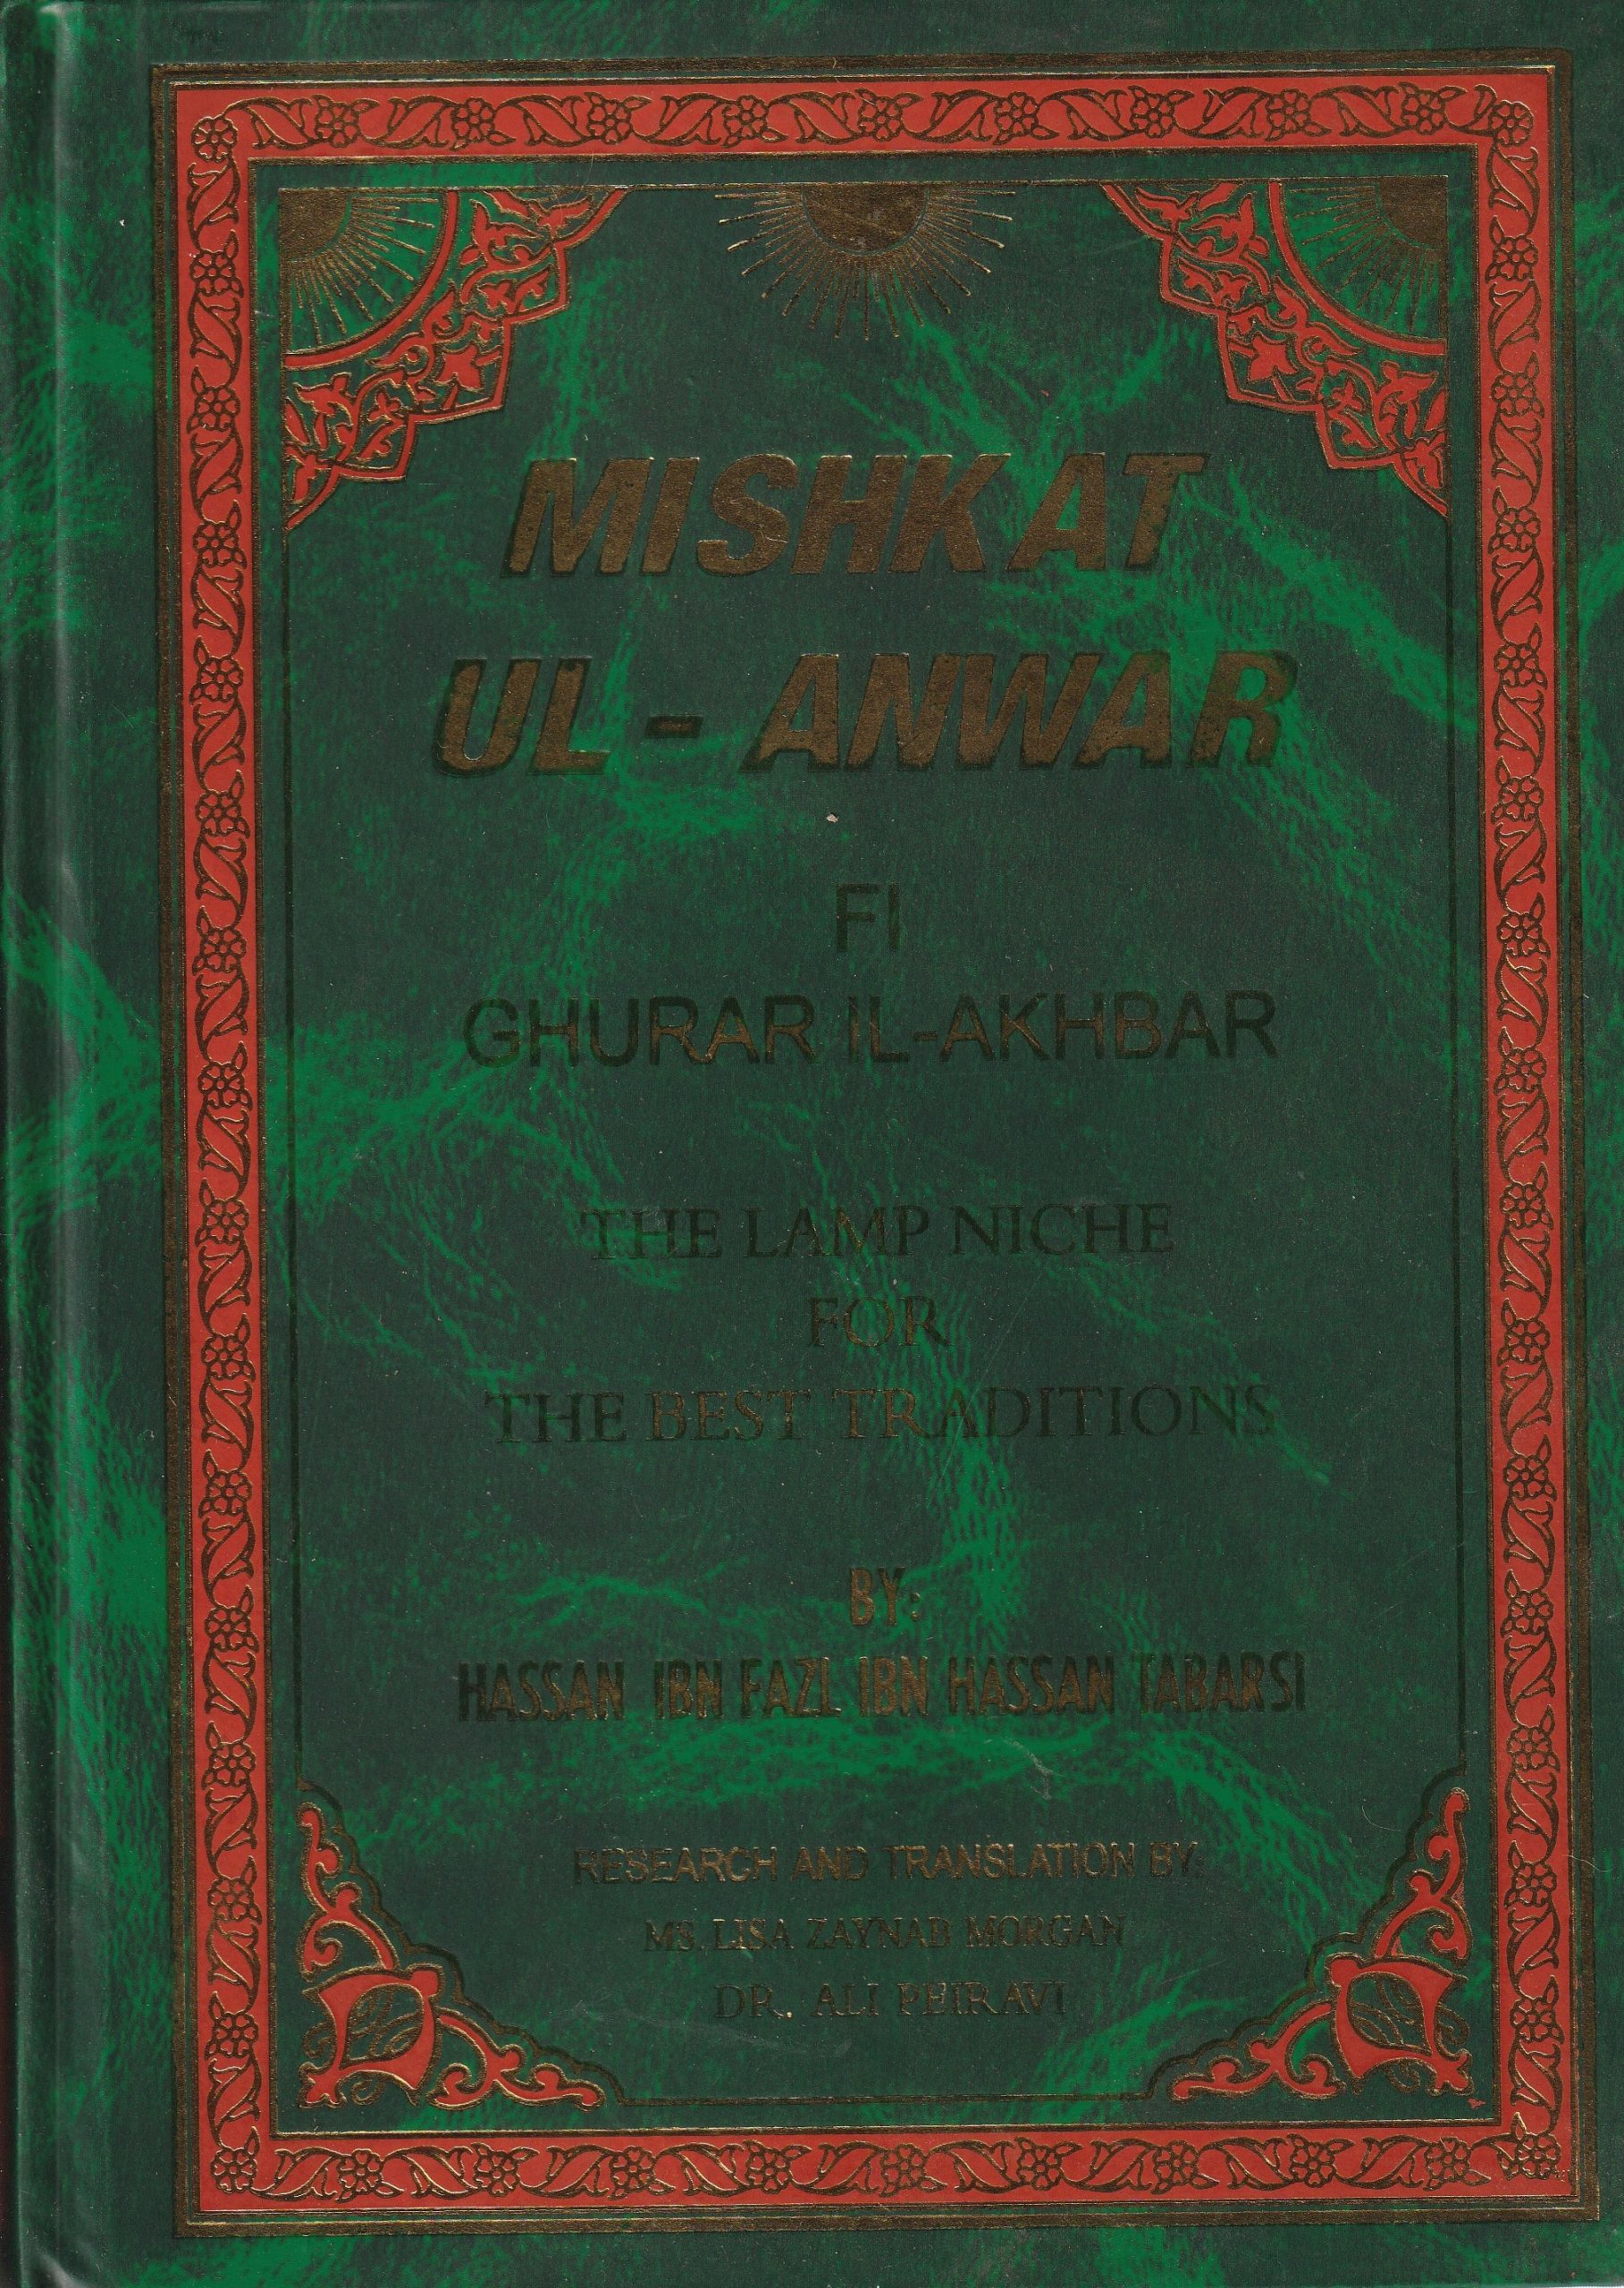 MISHKAT
UL - ANWAR
FI
GHURAR IL-AKHBAR
THE LAMP NICHE
FOR
THE BEST TRADITIONS
BY:
HASSAN IBN FAZL IBN HASSAN TABARSI
RESEARCH AND TRANSLATION BY:
MS. LISA ZAYNAB MORGAN
DR. ALI PEIRAVI